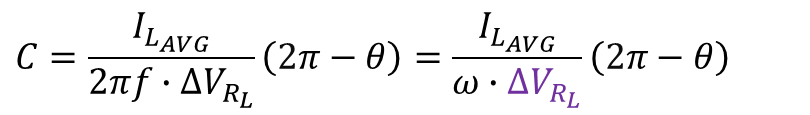 C = I_{L_{AVG}} / (2πf · ΔV_{R_L}) (2π − θ) = I_{L_{AVG}} / (ω · ΔV_{R_L}) (2π − θ)